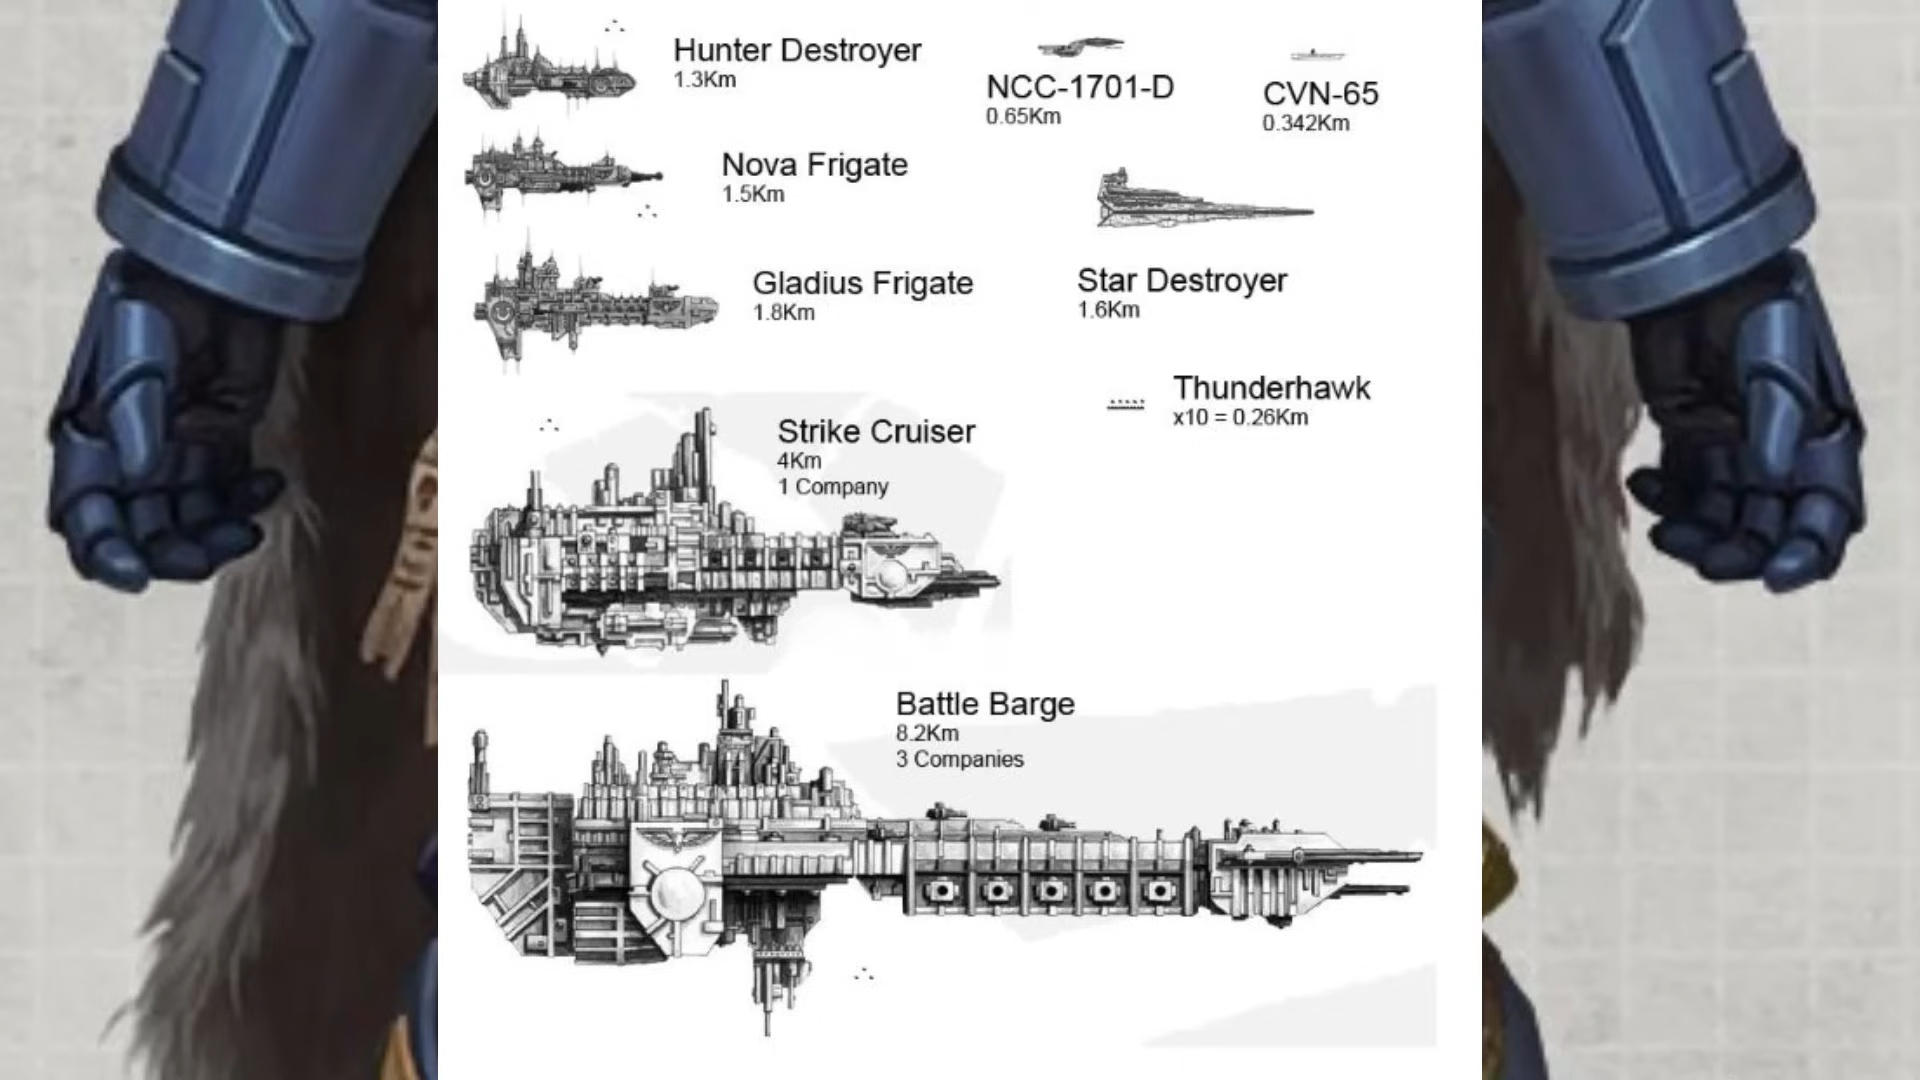 Hunter Destroyer
1.3Km
NCC-1701-D
0.65Km
CVN-65
0.342Km
Nova Frigate
1.5Km
Gladius Frigate
1.8Km
Star Destroyer
1.6Km
Thunderhawk
x10 = 0.26Km
Strike Cruiser
4Km
1 Company
Battle Barge
8.2Km
3 Companies